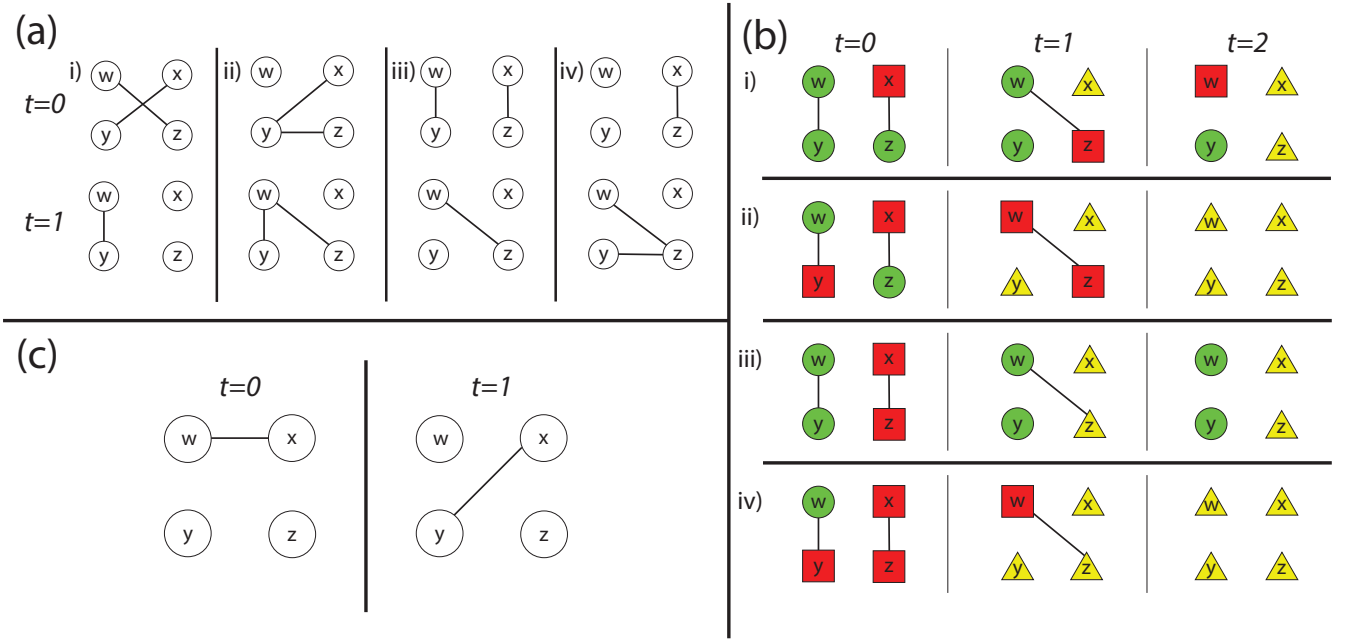 (a)
i) w x ii) w x iii) w x iv) w x
t=0
y z y z y z y z
w x w x w x w x
t=1
y z y z y z y z
(b)
t=0 t=1 t=2
i) w x w x w x
y z y z y z
ii) w x w x w x
y z y z y z
iii) w x w x w x
y z y z y z
iv) w x w x w x
y z y z y z
(c)
t=0 t=1
w x w x
y z y z